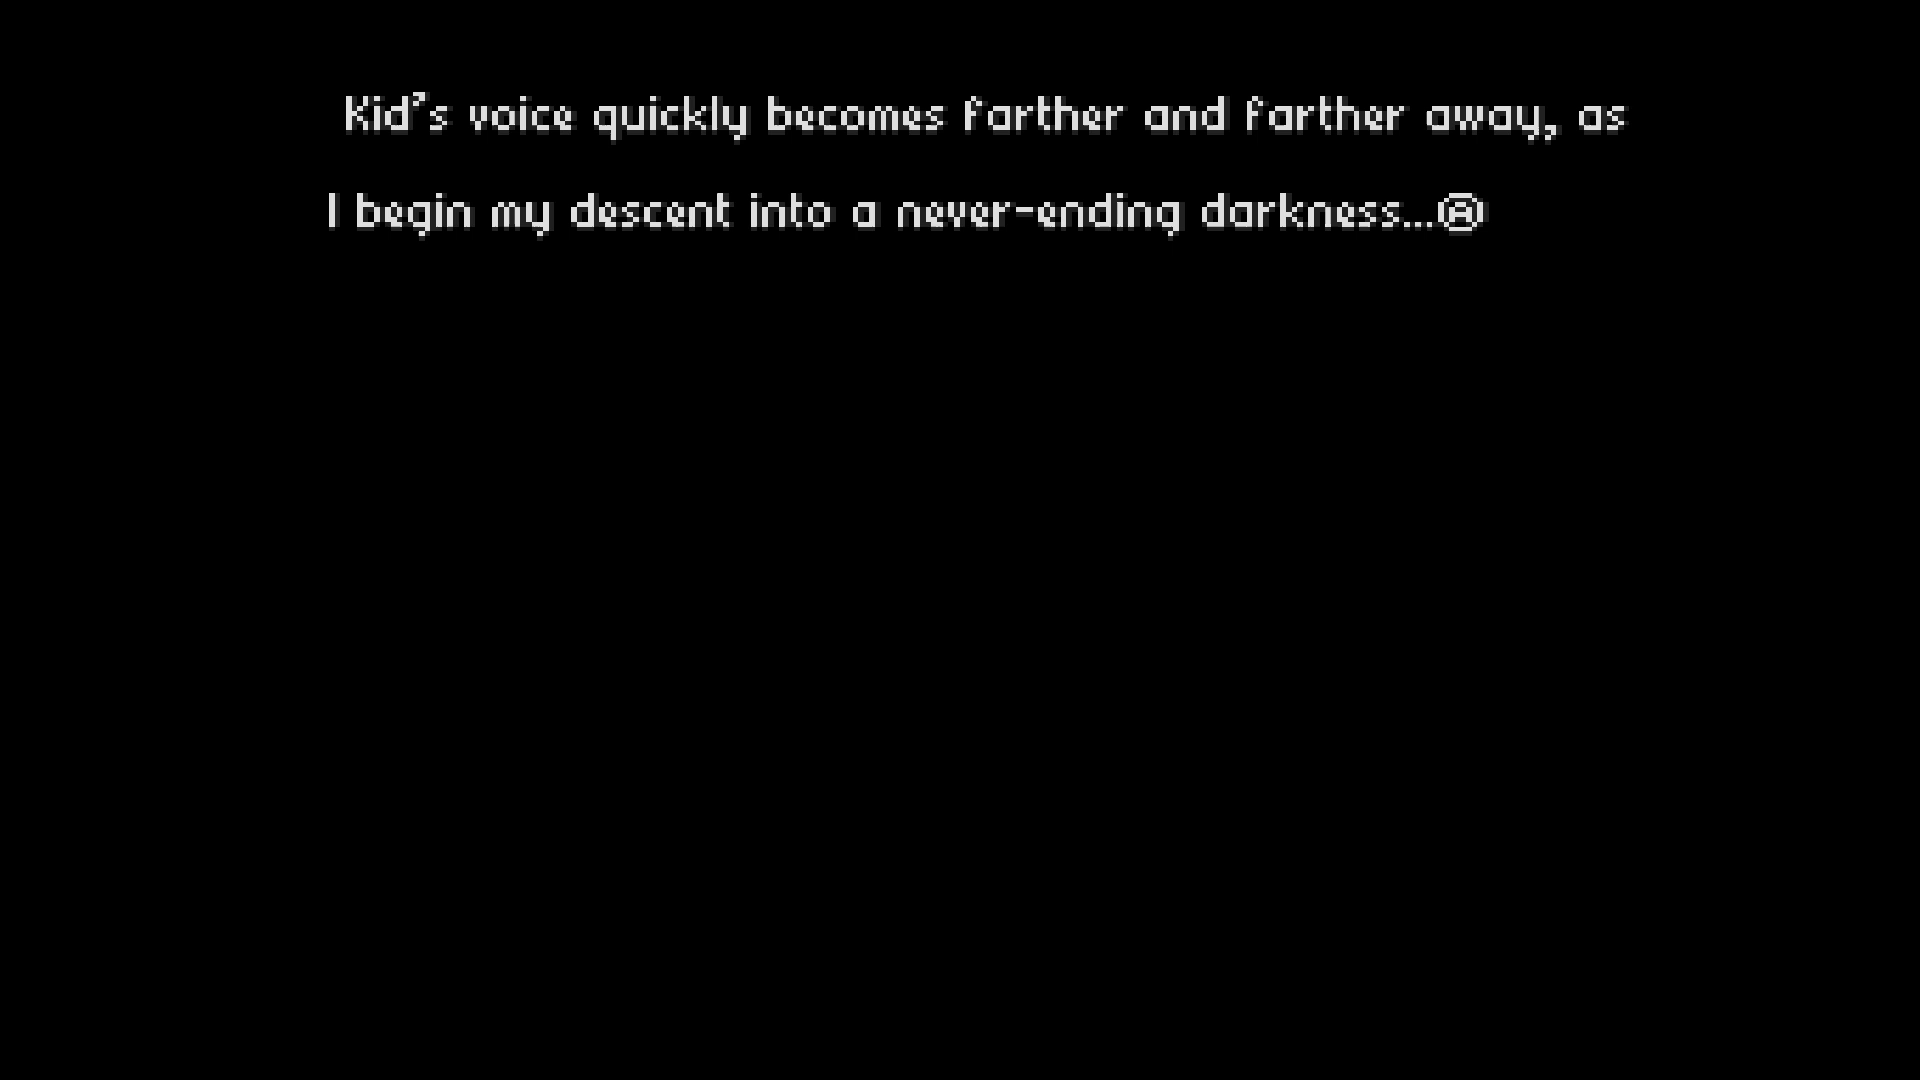 Kid's voice quickly becomes farther and farther away, as
I begin my descent into a never-ending darkness...Ⓐ